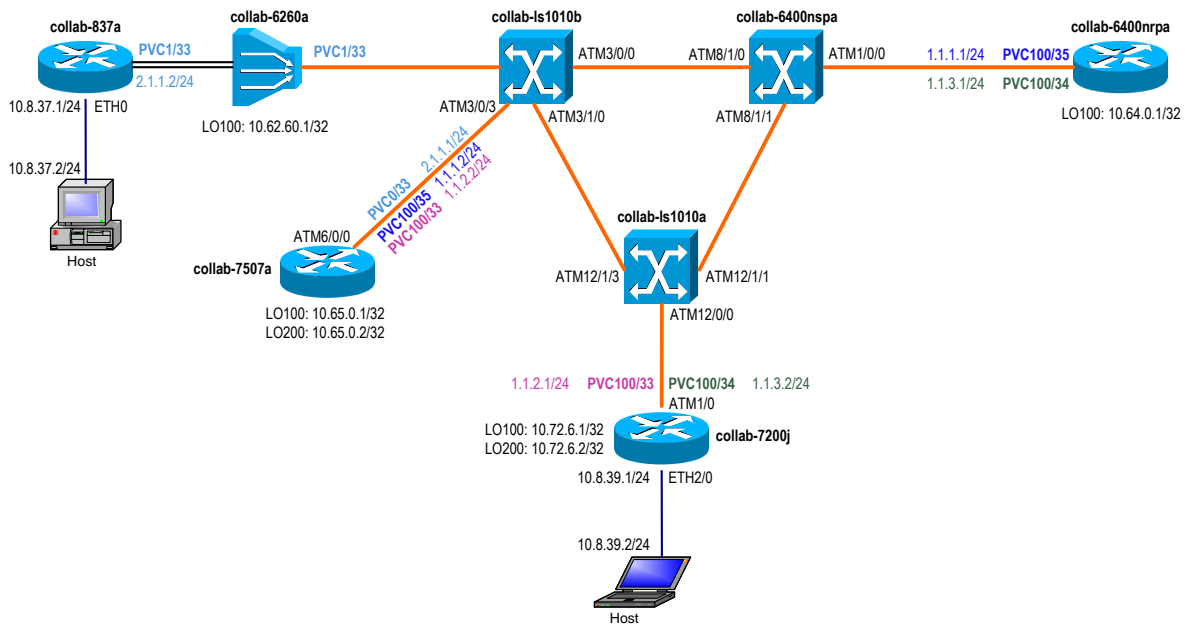 collab-6260a
collab-ls1010b
collab-6400nspa
collab-837a
collab-6400nrpa
PVC1/33
PVC1/33
ATM3/0/0
ATM8/1/0
ATM1/0/0
1.1.1.1/24 PVC100/35
2.1.1.2/24
1.1.3.1/24 PVC100/34
10.8.37.1/24 ETH0
ATM3/0/3
LO100: 10.64.0.1/32
LO100: 10.62.60.1/32
ATM3/1/0
ATM8/1/1
10.8.37.2/24
PVC0/33 2.1.1.1/24
PVC100/35 1.1.1.2/24
PVC100/33 1.1.2.2/24
collab-ls1010a
ATM6/0/0
Host
collab-7507a
ATM12/1/3
ATM12/1/1
LO100: 10.65.0.1/32
LO200: 10.65.0.2/32
ATM12/0/0
1.1.2.1/24 PVC100/33 PVC100/34 1.1.3.2/24
ATM1/0
LO100: 10.72.6.1/32
LO200: 10.72.6.2/32
collab-7200j
10.8.39.1/24 ETH2/0
10.8.39.2/24
Host